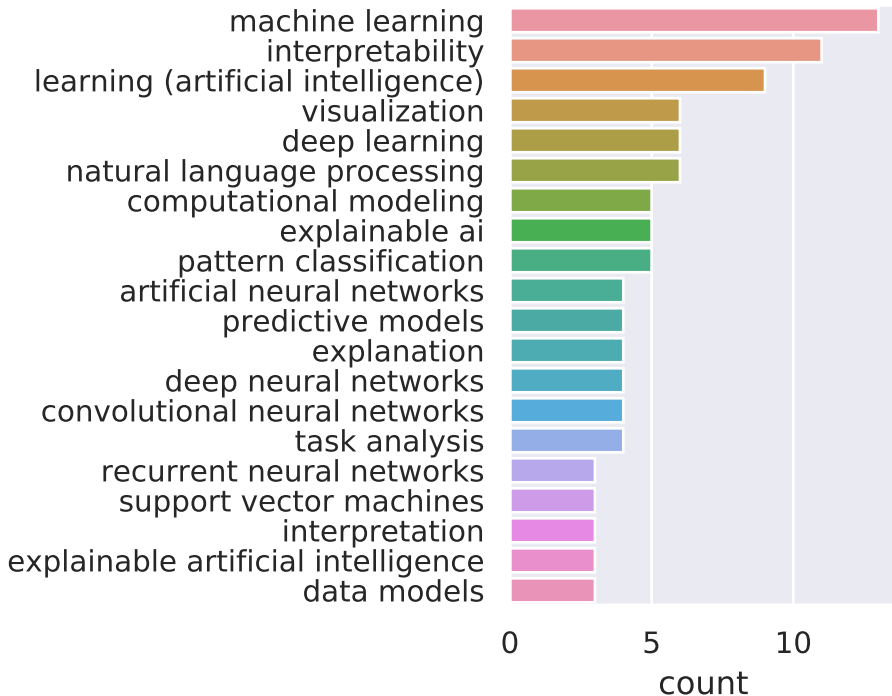 machine learning
interpretability
learning (artificial intelligence)
visualization
deep learning
natural language processing
computational modeling
explainable ai
pattern classification
artificial neural networks
predictive models
explanation
deep neural networks
convolutional neural networks
task analysis
recurrent neural networks
support vector machines
interpretation
explainable artificial intelligence
data models
0 5 10
count